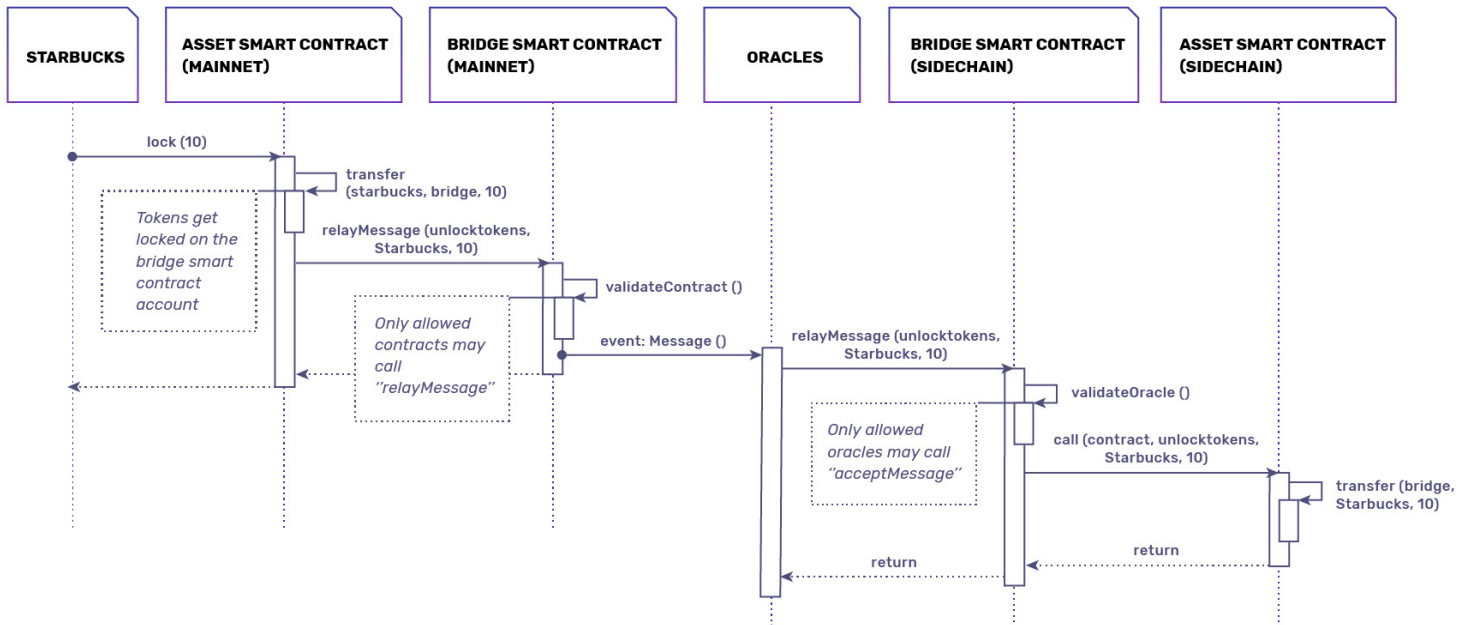 STARBUCKS
ASSET SMART CONTRACT
(MAINNET)
BRIDGE SMART CONTRACT
(MAINNET)
ORACLES
BRIDGE SMART CONTRACT
(SIDECHAIN)
ASSET SMART CONTRACT
(SIDECHAIN)
lock (10)
transfer
(starbucks, bridge, 10)
Tokens get
locked on the
bridge smart
contract
account
relayMessage (unlocktokens,
Starbucks, 10)
validateContract ()
Only allowed
contracts may
call
"relayMessage"
event: Message ()
relayMessage (unlocktokens,
Starbucks, 10)
validateOracle ()
Only allowed
oracles may call
"acceptMessage"
call (contract, unlocktokens,
Starbucks, 10)
transfer (bridge,
Starbucks, 10)
return
return